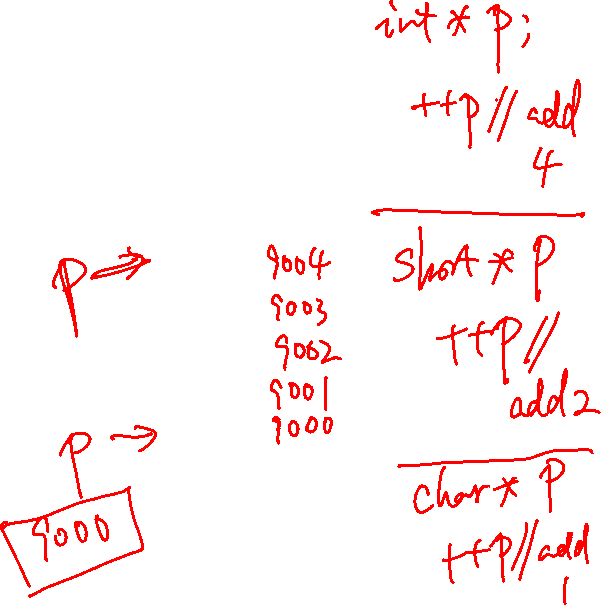 int * p;
++p // add
4
short * p
++p //
add 2
char * p
++p // add
1
p →
9004
9003
9002
9001
9000
p →
9000